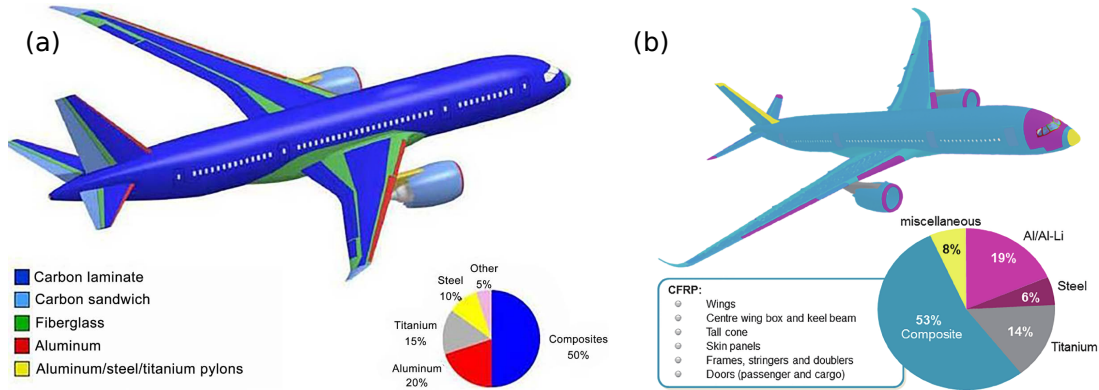 (a)
Carbon laminate
Carbon sandwich
Fiberglass
Aluminum
Aluminum/steel/titanium pylons
Other
5%
Steel
10%
Titanium
15%
Aluminum
20%
Composites
50%
(b)
miscellaneous
8%
Al/Al-Li
19%
Steel
6%
Titanium
14%
53%
Composite
CFRP:
Wings
Centre wing box and keel beam
Tall cone
Skin panels
Frames, stringers and doublers
Doors (passenger and cargo)